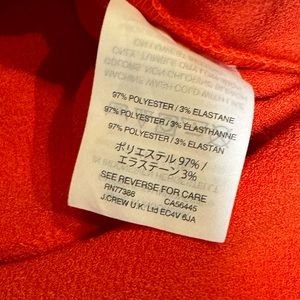 97% POLYESTER / 3% ELASTANE
97% POLYESTER / 3% ELASTHANNE
97% POLYESTER / 3% ELASTAN
ポリエステル 97% /
エラステーン 3%
SEE REVERSE FOR CARE
RN77388 CA56445
J.CREW U.K. Ltd EC4V 6JA